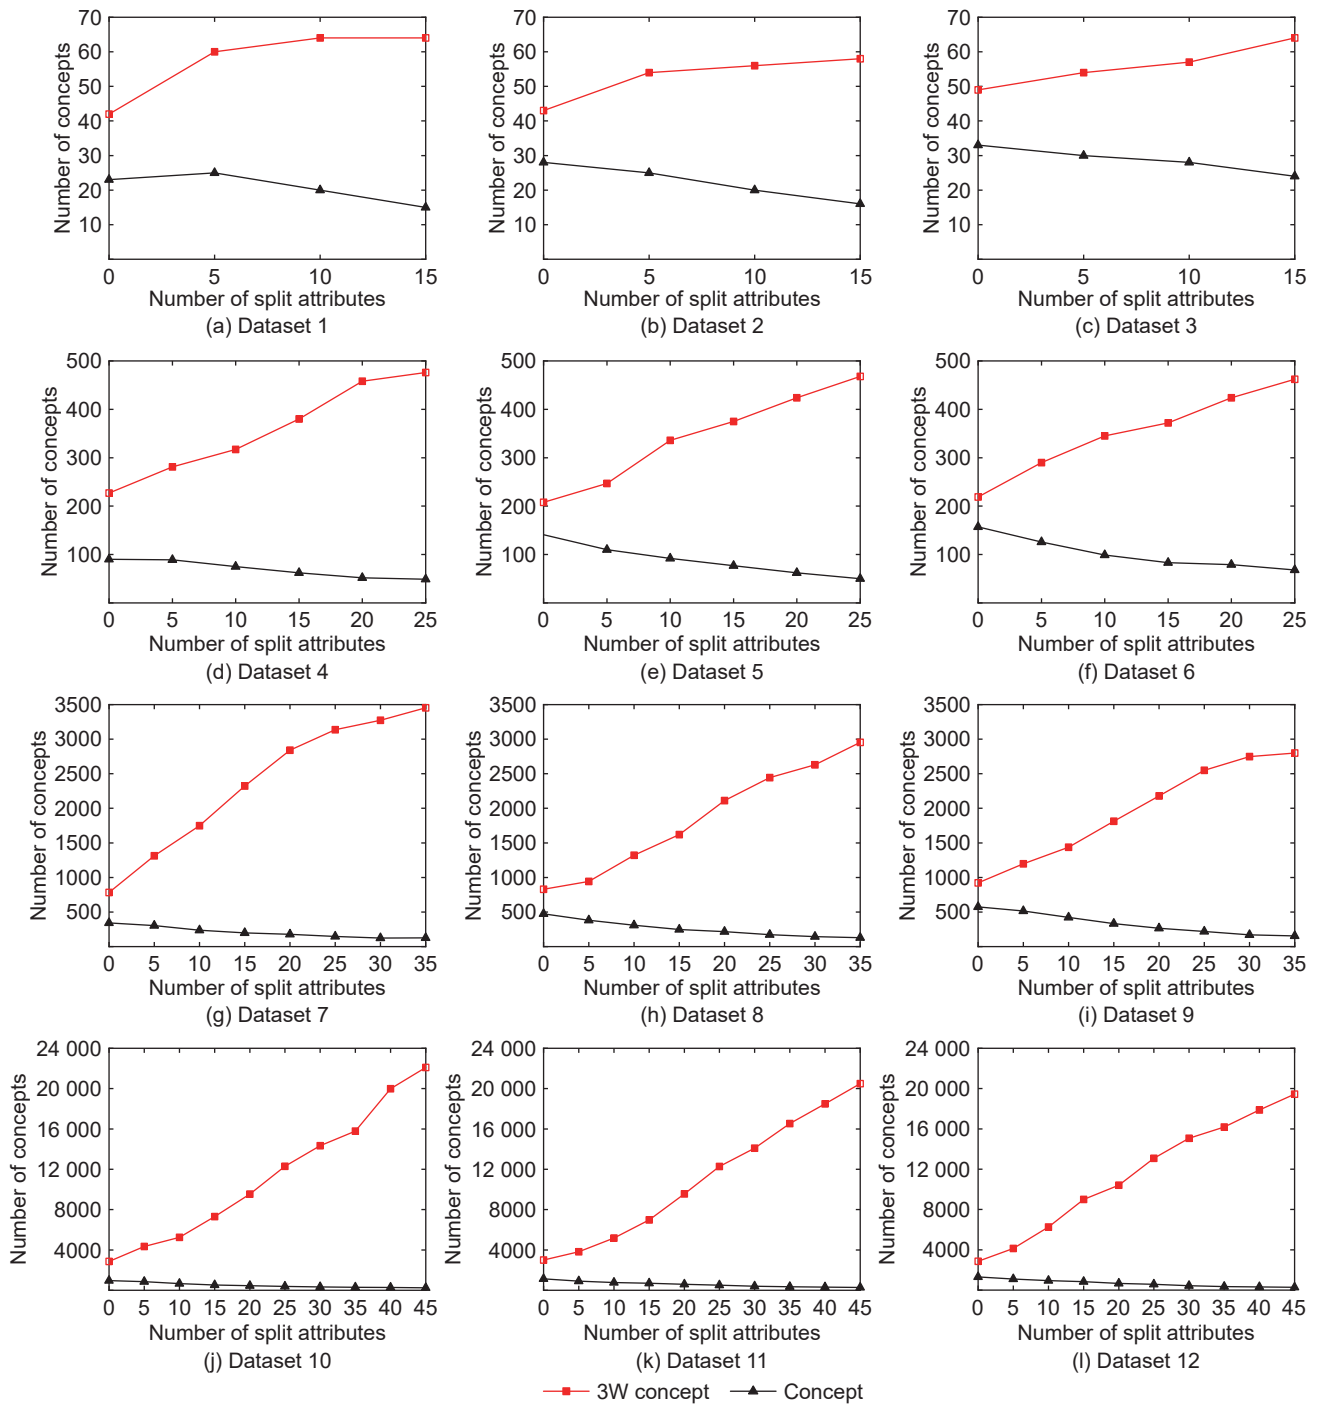 70
60
50
40
30
20
10
Number of concepts
0 5 10 15
Number of split attributes
(a) Dataset 1
70
60
50
40
30
20
10
Number of concepts
0 5 10 15
Number of split attributes
(b) Dataset 2
70
60
50
40
30
20
10
Number of concepts
0 5 10 15
Number of split attributes
(c) Dataset 3
500
400
300
200
100
Number of concepts
0 5 10 15 20 25
Number of split attributes
(d) Dataset 4
500
400
300
200
100
Number of concepts
0 5 10 15 20 25
Number of split attributes
(e) Dataset 5
500
400
300
200
100
Number of concepts
0 5 10 15 20 25
Number of split attributes
(f) Dataset 6
3500
3000
2500
2000
1500
1000
500
Number of concepts
0 5 10 15 20 25 30 35
Number of split attributes
(g) Dataset 7
3500
3000
2500
2000
1500
1000
500
Number of concepts
0 5 10 15 20 25 30 35
Number of split attributes
(h) Dataset 8
3500
3000
2500
2000
1500
1000
500
Number of concepts
0 5 10 15 20 25 30 35
Number of split attributes
(i) Dataset 9
24 000
20 000
16 000
12 000
8000
4000
Number of concepts
0 5 10 15 20 25 30 35 40 45
Number of split attributes
(j) Dataset 10
24 000
20 000
16 000
12 000
8000
4000
Number of concepts
0 5 10 15 20 25 30 35 40 45
Number of split attributes
(k) Dataset 11
24 000
20 000
16 000
12 000
8000
4000
Number of concepts
0 5 10 15 20 25 30 35 40 45
Number of split attributes
(l) Dataset 12
3W concept Concept